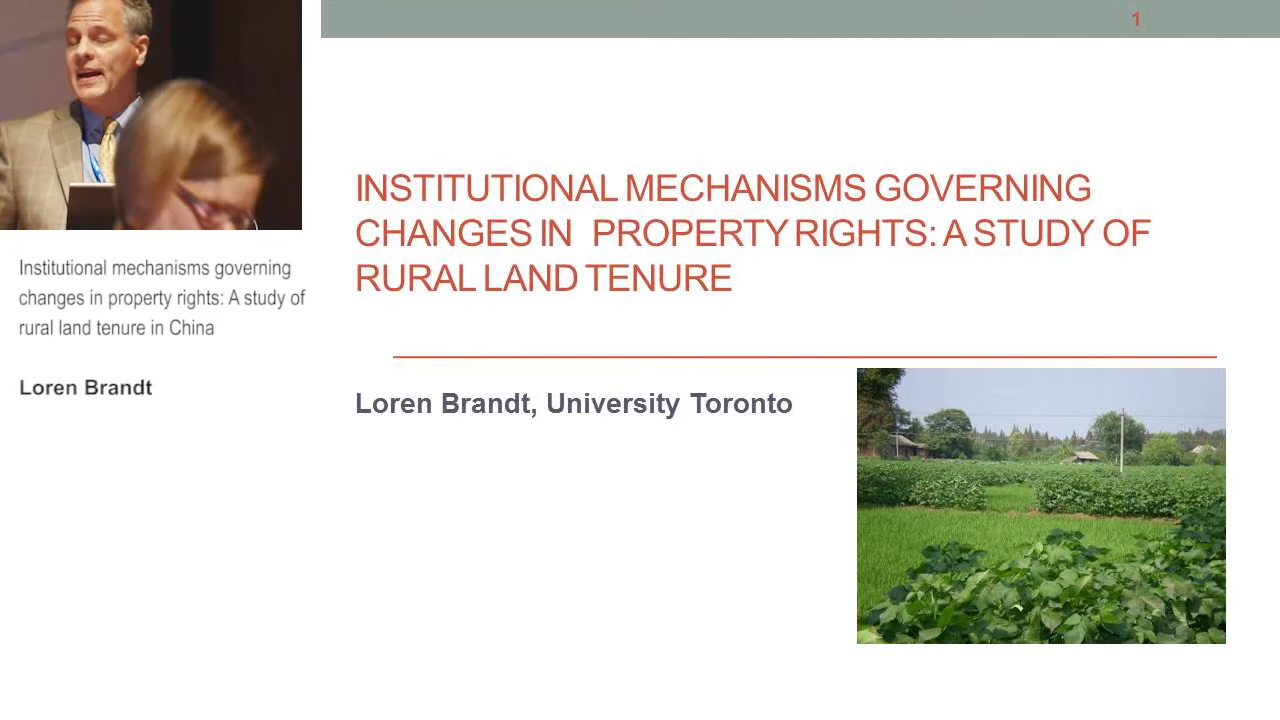 1
INSTITUTIONAL MECHANISMS GOVERNING
CHANGES IN PROPERTY RIGHTS: A STUDY OF
RURAL LAND TENURE
Loren Brandt, University Toronto
Institutional mechanisms governing
changes in property rights: A study of
rural land tenure in China
Loren Brandt